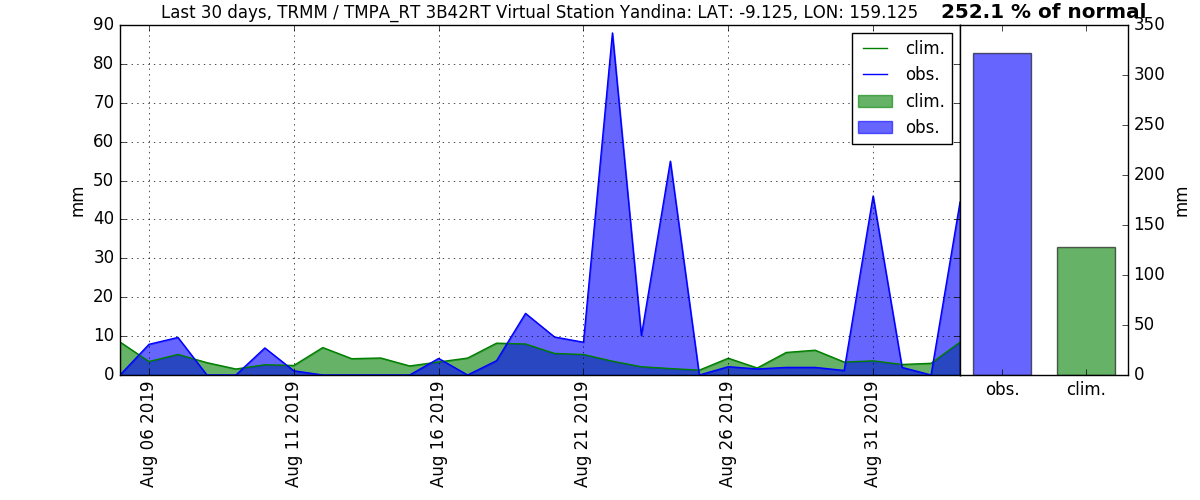 Last 30 days, TRMM / TMPA_RT 3B42RT Virtual Station Yandina: LAT: -9.125, LON: 159.125
252.1 % of normal
90
80
70
60
50
40
30
20
10
0
mm
clim.
obs.
clim.
obs.
Aug 06 2019
Aug 11 2019
Aug 16 2019
Aug 21 2019
Aug 26 2019
Aug 31 2019
350
300
250
200
150
100
50
0
mm
obs.
clim.